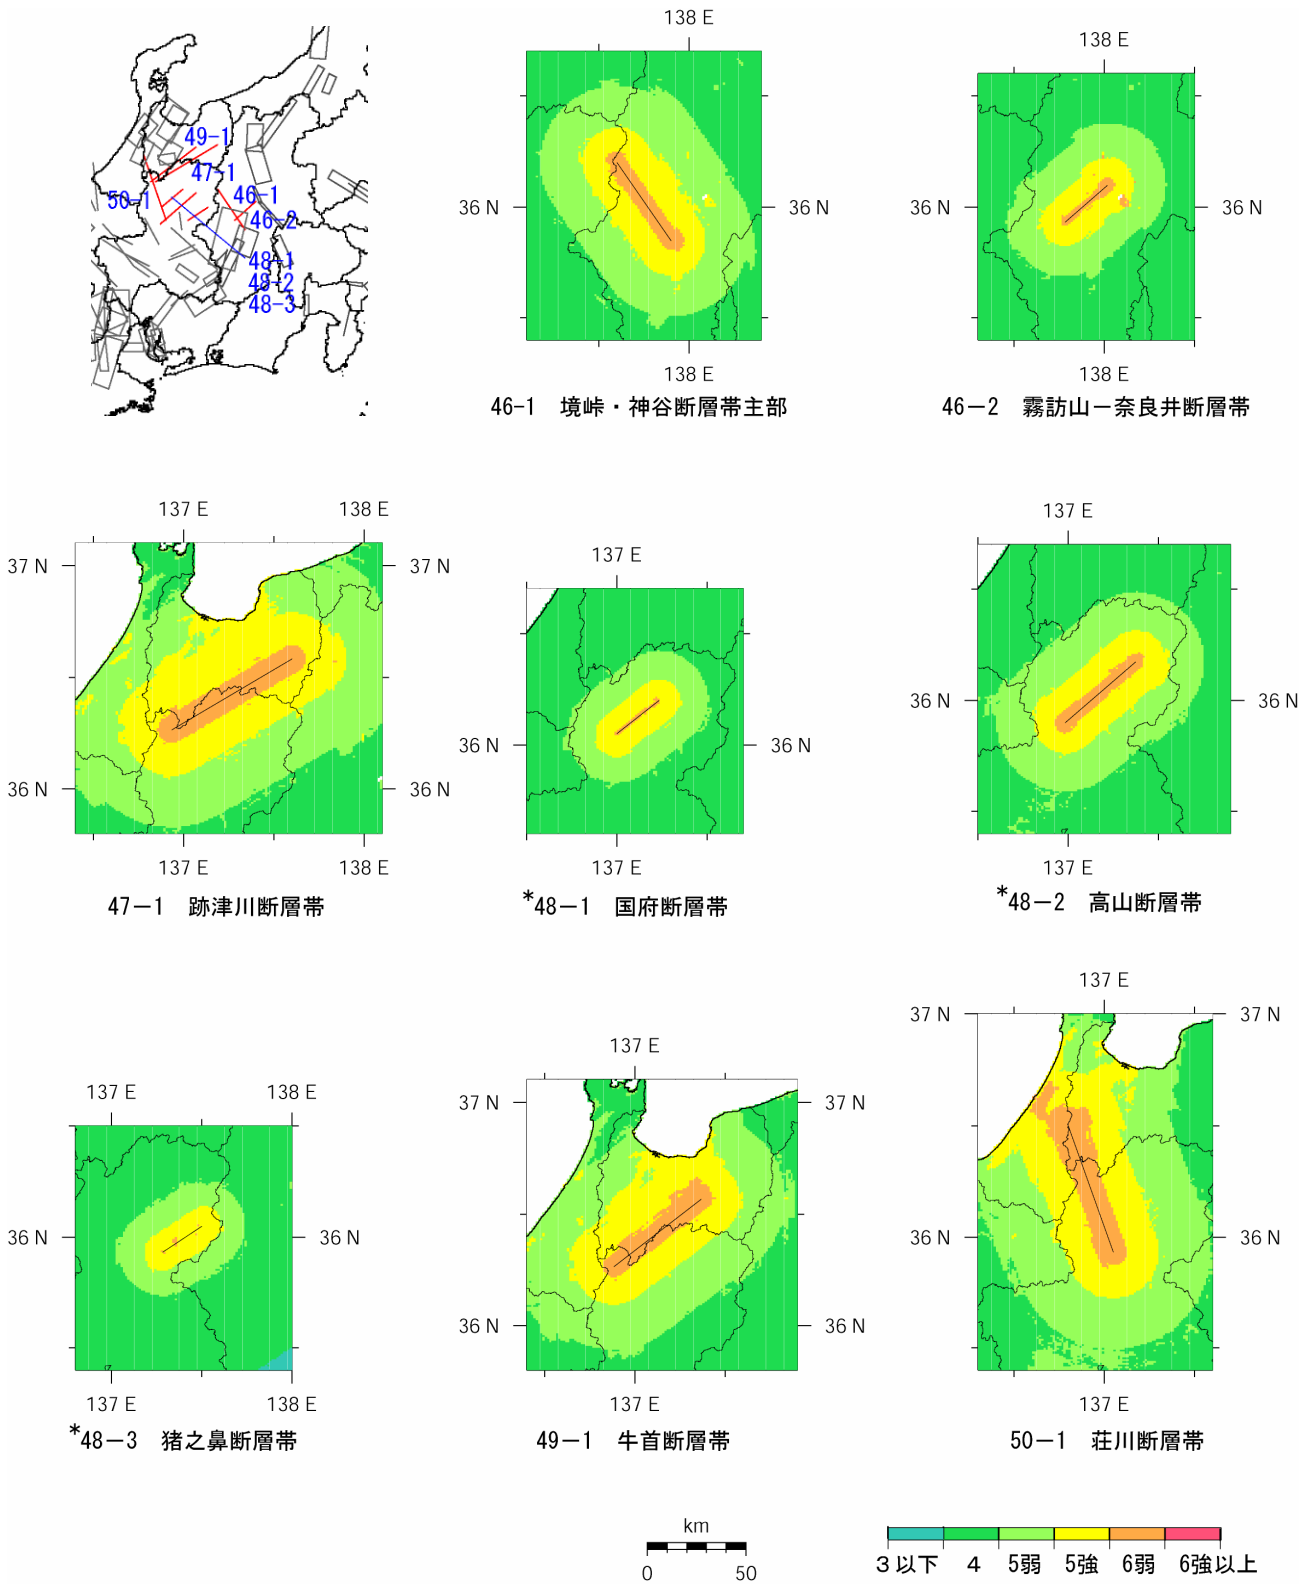 49-1
47-1
50-1
46-1
46-2
48-1
48-2
48-3
138 E
36 N
36 N
138 E
46-1 境峠・神谷断層帯主部
138 E
36 N
138 E
46－2 霧訪山－奈良井断層帯
137 E
138 E
37 N
37 N
36 N
36 N
137 E
138 E
47－1 跡津川断層帯
137 E
36 N
36 N
137 E
*48－1 国府断層帯
137 E
36 N
36 N
137 E
*48－2 高山断層帯
137 E
138 E
36 N
36 N
137 E
138 E
*48－3 猪之鼻断層帯
137 E
37 N
37 N
36 N
36 N
137 E
49－1 牛首断層帯
137 E
37 N
37 N
36 N
36 N
137 E
50－1 荘川断層帯
km
0 50
3以下 4 5弱 5強 6弱 6強以上